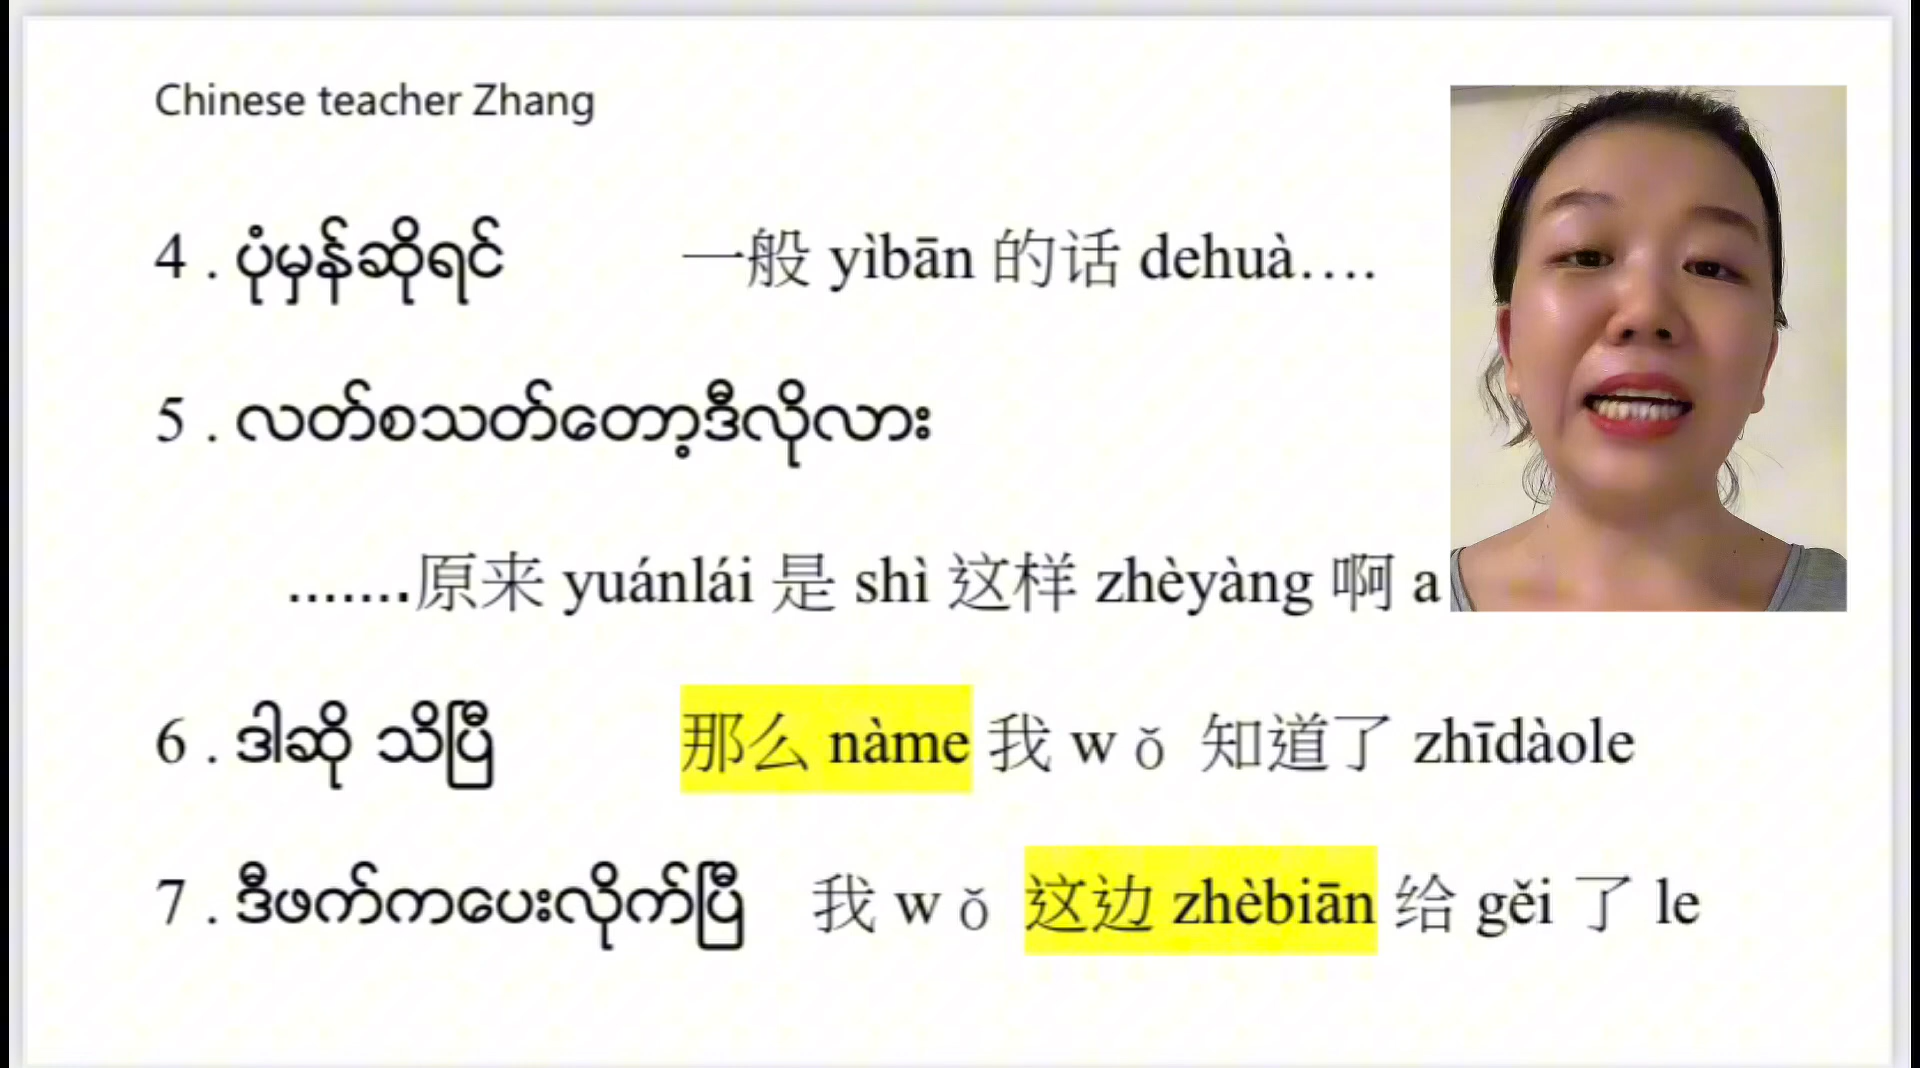 Chinese teacher Zhang
4 . ပုံမှန်ဆိုရင် 一般 yìbān 的话 dehuà....
5 . လတ်စသတ်တော့ဒီလိုလား
.......原来 yuánlái 是 shì 这样 zhèyàng 啊 a
6 . ဒါဆို သိပြီ 那么 nàme 我 wǒ 知道了 zhīdàole
7 . ဒီဖက်ကပေးလိုက်ပြီ 我 wǒ 这边 zhèbiān 给 gěi 了 le